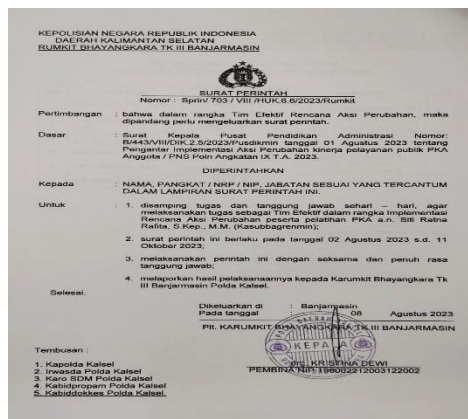 KEPOLISIAN NEGARA REPUBLIK INDONESIA
DAERAH KALIMANTAN SELATAN
RUMKIT BHAYANGKARA TK III BANJARMASIN
SURAT PERINTAH
Nomor : Sprin/ 703 / VIII /HUK.6.6/2023/Rumkit
Pertimbangan : bahwa dalam rangka Tim Efektif Rencana Aksi Perubahan, maka
dipandang perlu mengeluarkan surat perintah.
Dasar : Surat Kepala Pusat Pendidikan Administrasi Nomor:
B/443/VIII/DIK.2.5/2023/Pusdikmin tanggal 01 Agustus 2023 tentang
Pengantar Implementasi Aksi Perubahan kinerja pelayanan publik PKA
Anggota / PNS Polri Angkatan IX T.A. 2023.
DIPERINTAHKAN
Kepada : NAMA, PANGKAT / NRP / NIP, JABATAN SESUAI YANG TERCANTUM
DALAM LAMPIRAN SURAT PERINTAH INI.
Untuk : 1. disamping tugas dan tanggung jawab sehari – hari, agar
melaksanakan tugas sebagai Tim Efektif dalam rangka Implementasi
Rencana Aksi Perubahan peserta pelatihan PKA a.n. Siti Ratna
Rafita, S.Kep., M.M. (Kasubbagrenmin);
2. surat perintah ini berlaku pada tanggal 02 Agustus 2023 s.d. 11
Oktober 2023;
3. melaksanakan perintah ini dengan seksama dan penuh rasa
tanggung jawab;
4. melaporkan hasil pelaksanaannya kepada Karumkit Bhayangkara Tk
III Banjarmasin Polda Kalsel.
Selesai.
Dikeluarkan di : Banjarmasin
Pada tanggal : 08 Agustus 2023
Plt. KARUMKIT BHAYANGKARA TK III BANJARMASIN
KEPALA
drg. KRISTINA DEWI
PEMBINA NIP 198002212003122002
Tembusan :
1. Kapolda Kalsel
2. Irwasda Polda Kalsel
3. Karo SDM Polda Kalsel
4. Kabidpropam Polda Kalsel
5. Kabiddokkes Polda Kalsel.